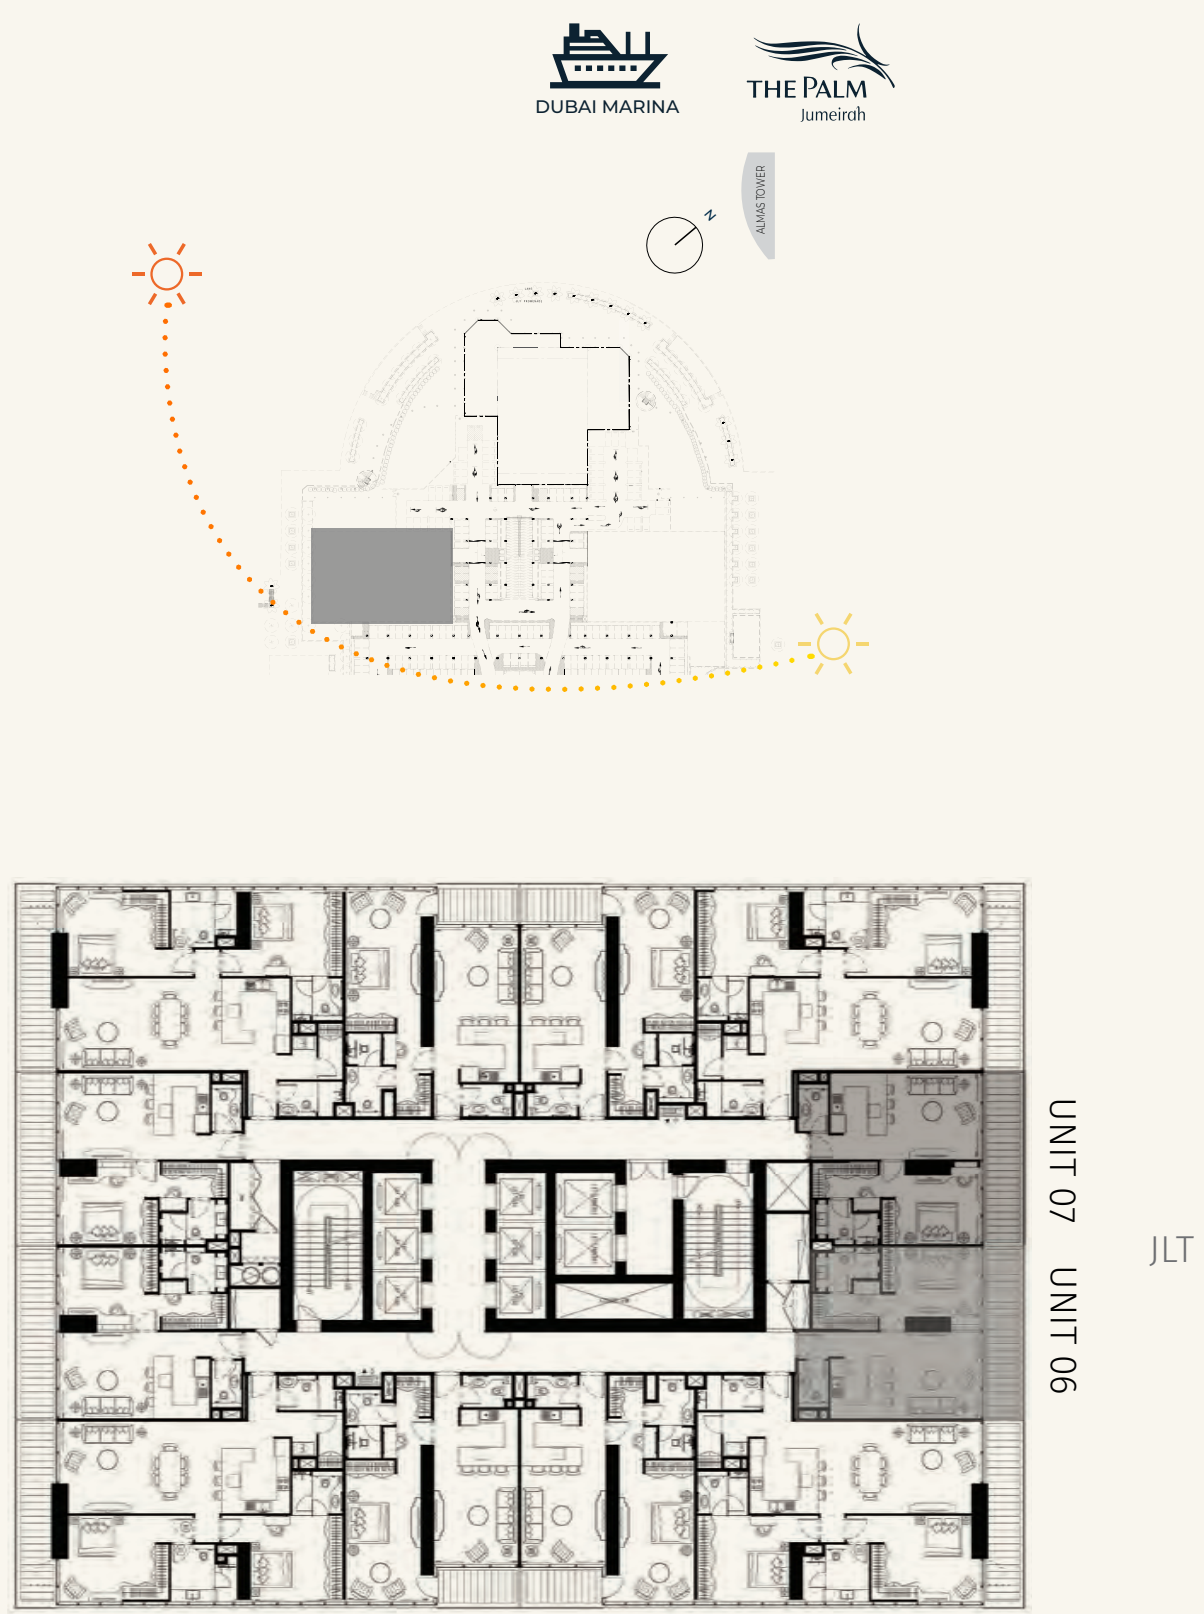 DUBAI MARINA
THE PALM
Jumeirah
ALMAS TOWER
N
UNIT 07
UNIT 06
JLT